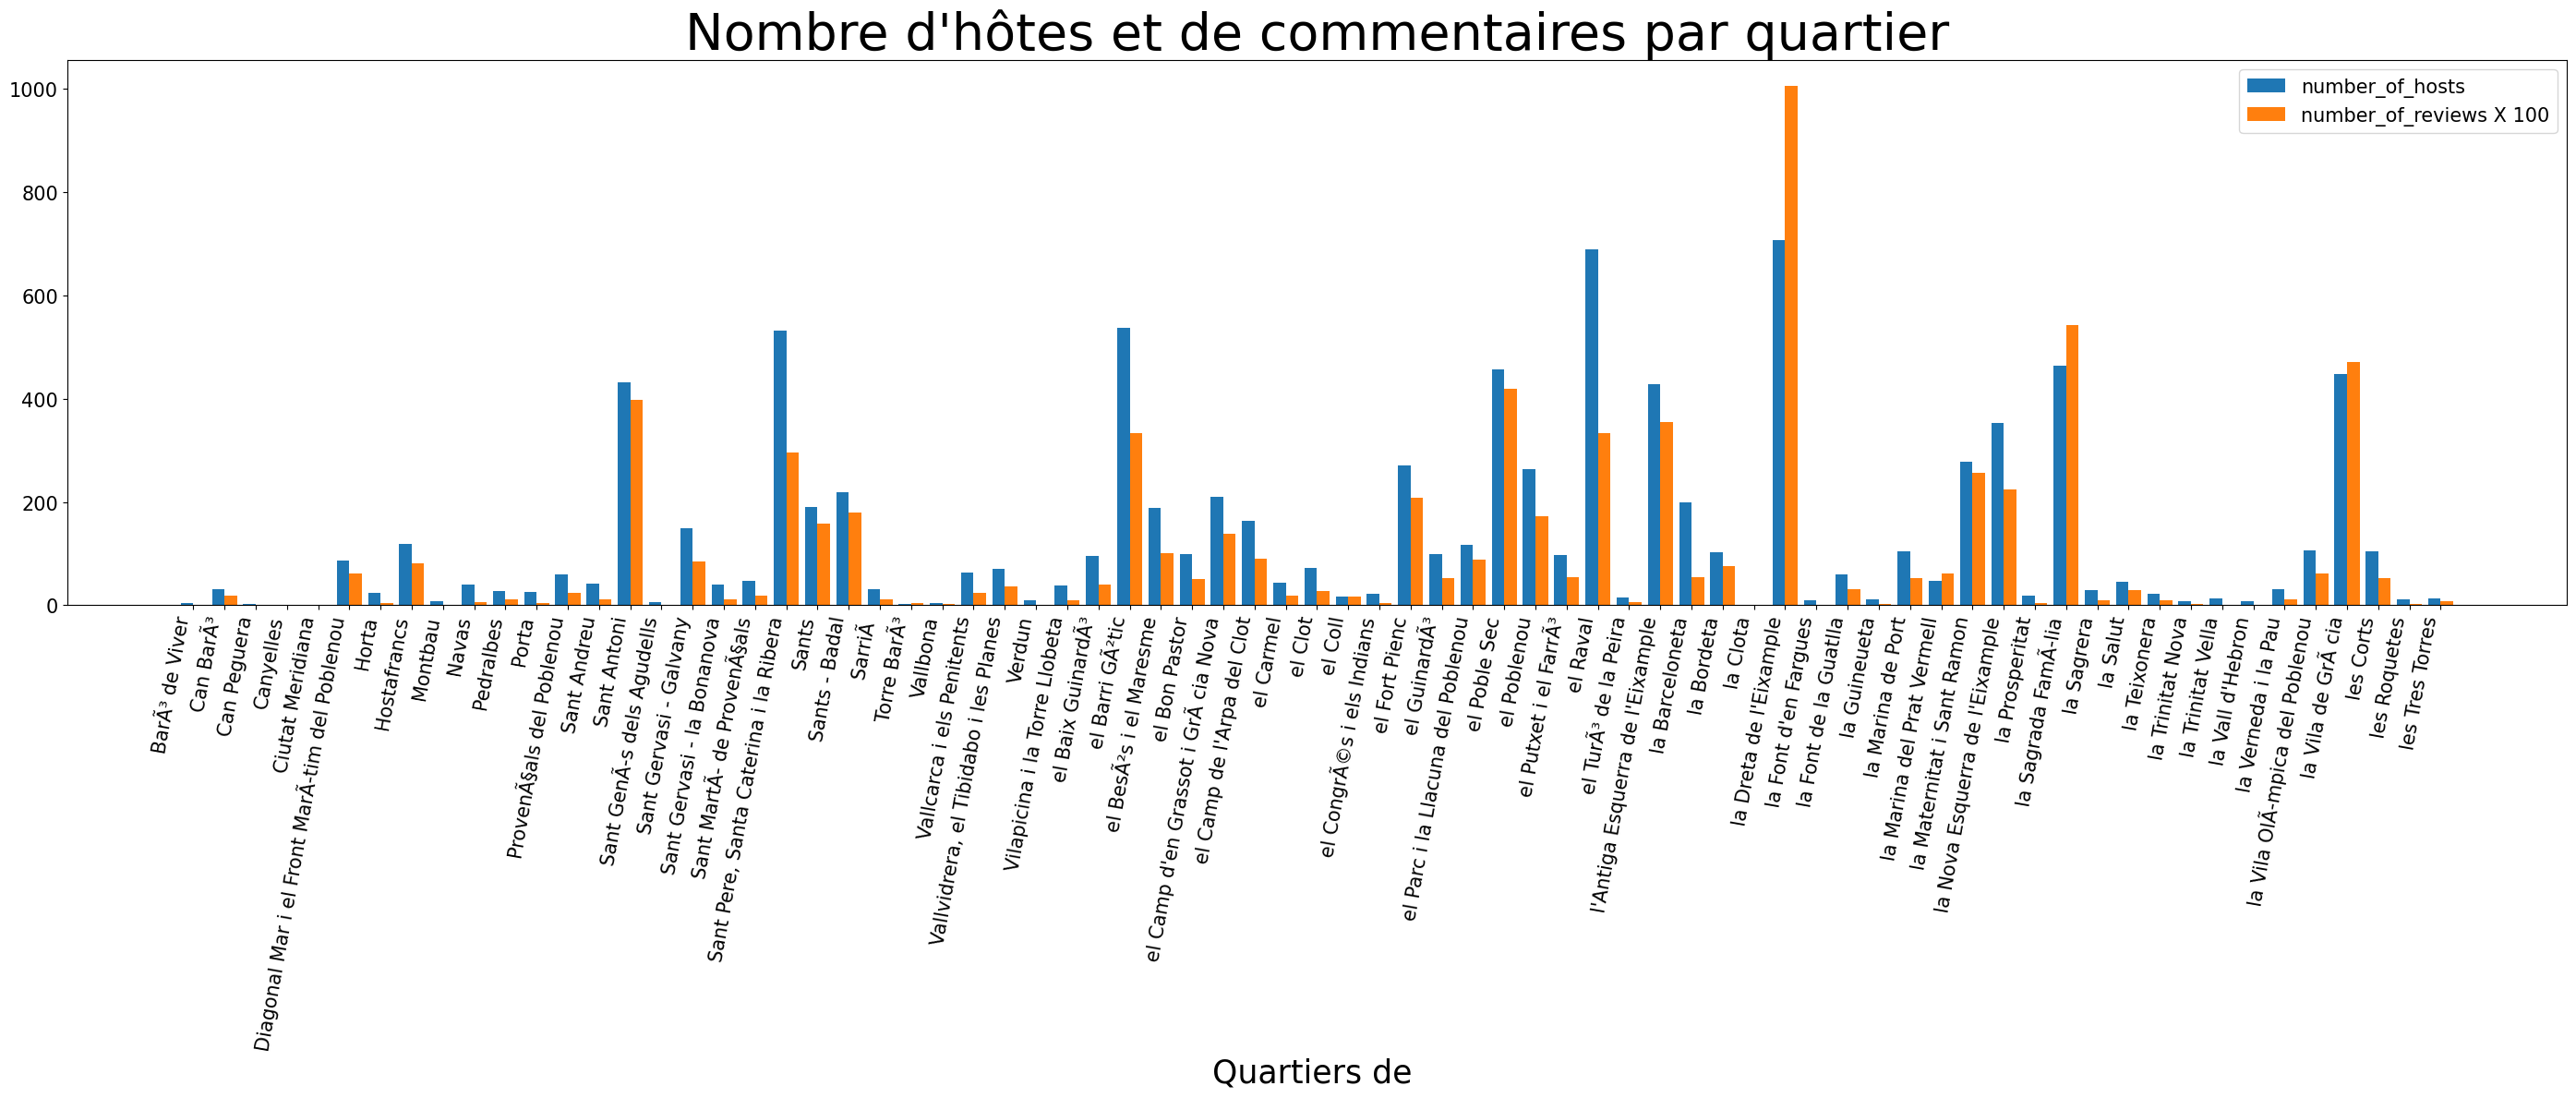 Nombre d'hôtes et de commentaires par quartier
number_of_hosts
number_of_reviews X 100
1000
800
600
400
200
0
BarÃ³ de Viver
Can BarÃ³
Can Peguera
Canyelles
Ciutat Meridiana
Diagonal Mar i el Front MarÃ-tim del Poblenou
Horta
Hostafrancs
Montbau
Navas
Pedralbes
Porta
ProvenÃ§als del Poblenou
Sant Andreu
Sant Antoni
Sant GenÃ-s dels Agudells
Sant Gervasi - Galvany
Sant Gervasi - la Bonanova
Sant MartÃ- de ProvenÃ§als
Sant Pere, Santa Caterina i la Ribera
Sants
Sants - Badal
SarriÃ
Torre BarÃ³
Vallbona
Vallcarca i els Penitents
Vallvidrera, el Tibidabo i les Planes
Verdun
Vilapicina i la Torre Llobeta
el Baix GuinardÃ³
el Barri GÃ²tic
el BesÃ²s i el Maresme
el Bon Pastor
el Camp d'en Grassot i GrÃ cia Nova
el Camp de l'Arpa del Clot
el Carmel
el Clot
el Coll
el CongrÃ©s i els Indians
el Fort Pienc
el GuinardÃ³
el Parc i la Llacuna del Poblenou
el Poble Sec
el Poblenou
el Putxet i el FarrÃ³
el Raval
el TurÃ³ de la Peira
l'Antiga Esquerra de l'Eixample
la Barceloneta
la Bordeta
la Clota
la Dreta de l'Eixample
la Font d'en Fargues
la Font de la Guatlla
la Guineueta
la Marina de Port
la Marina del Prat Vermell
la Maternitat i Sant Ramon
la Nova Esquerra de l'Eixample
la Prosperitat
la Sagrada FamÃ-lia
la Sagrera
la Salut
la Teixonera
la Trinitat Nova
la Trinitat Vella
la Vall d'Hebron
la Verneda i la Pau
la Vila OlÃ-mpica del Poblenou
la Vila de GrÃ cia
les Corts
les Roquetes
les Tres Torres
Quartiers de